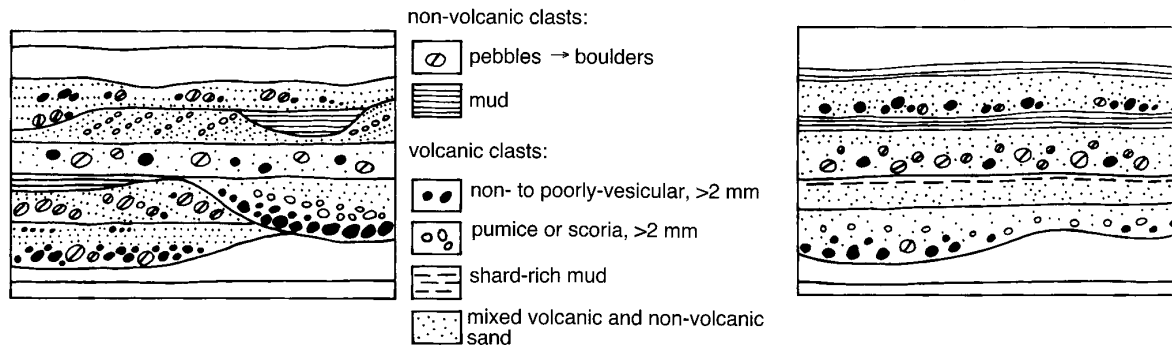 non-volcanic clasts:
pebbles → boulders
mud
volcanic clasts:
non- to poorly-vesicular, >2 mm
pumice or scoria, >2 mm
shard-rich mud
mixed volcanic and non-volcanic
sand